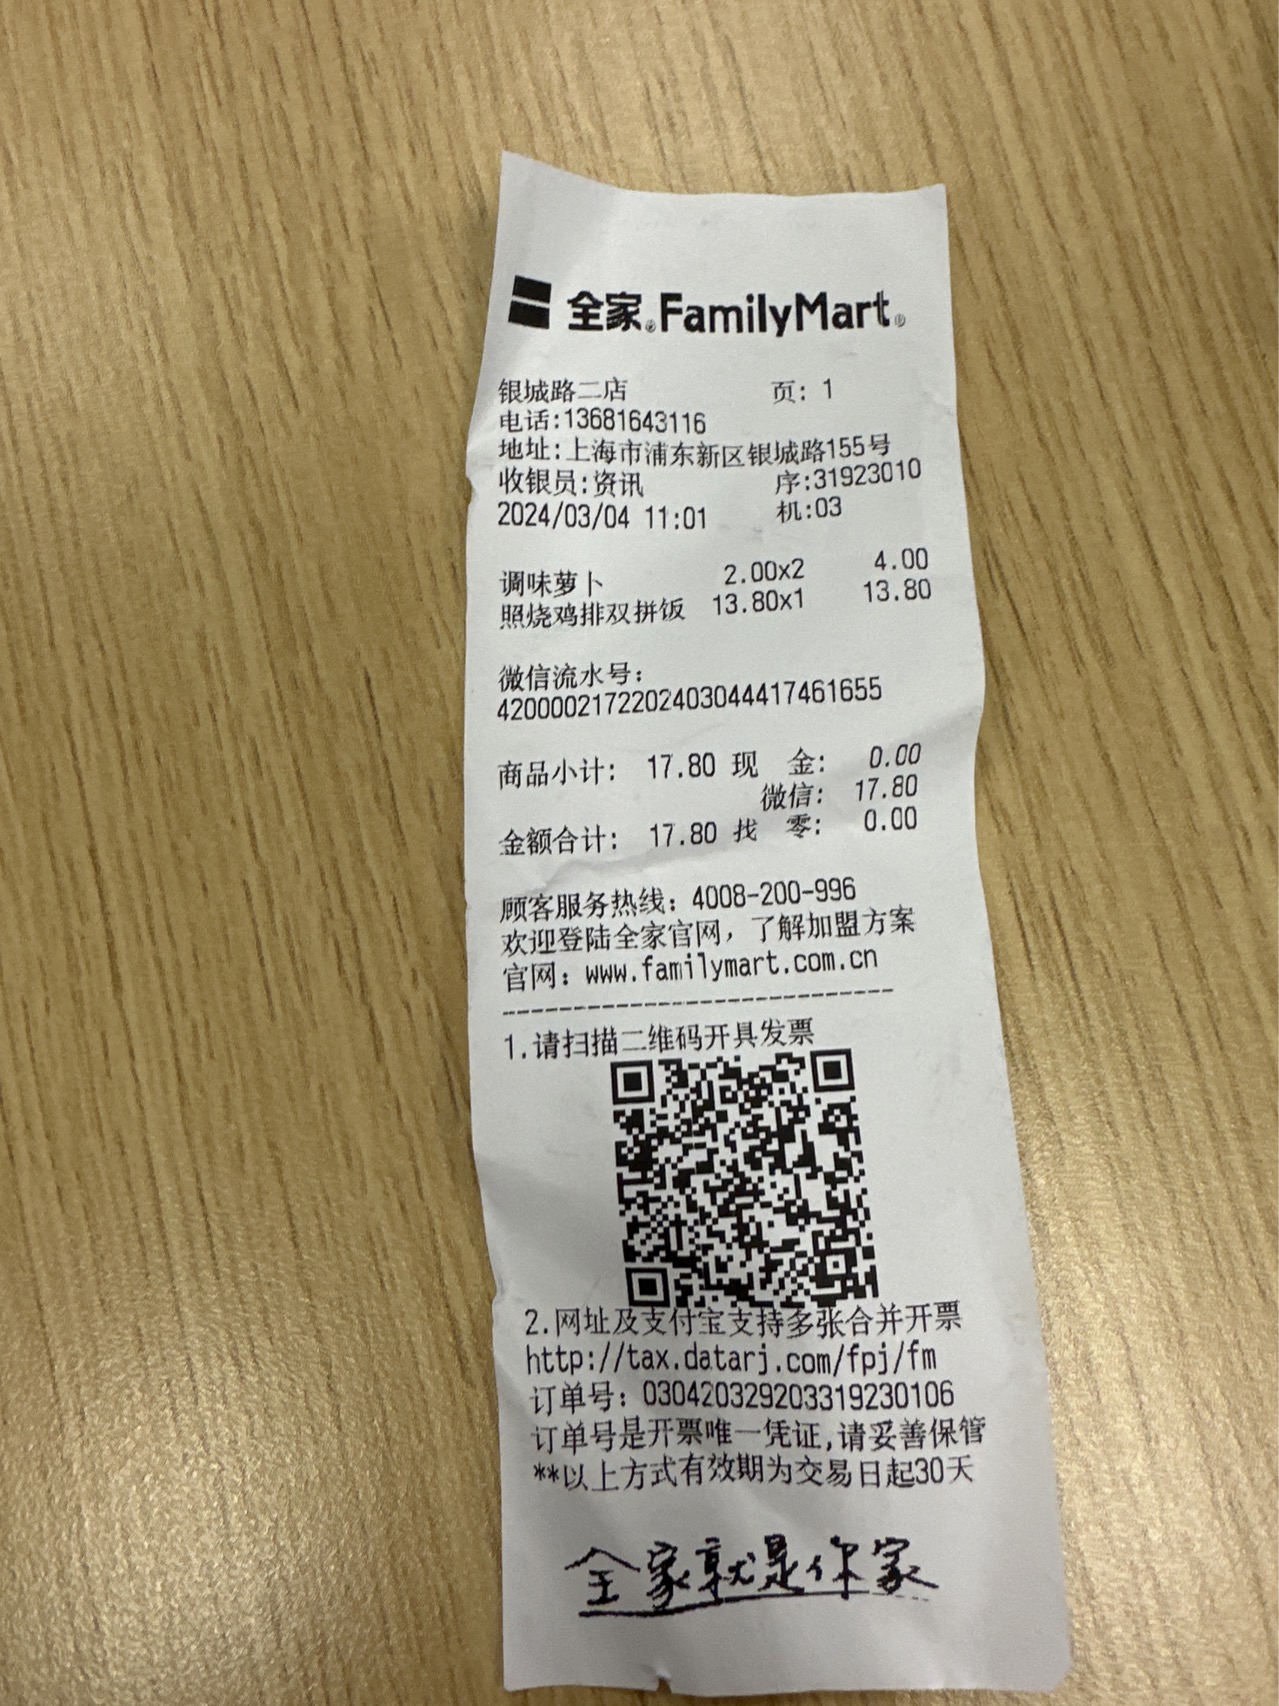 全家® FamilyMart®
银城路二店 页: 1
电话:13681643116
地址:上海市浦东新区银城路155号
收银员:资讯 序:31923010
2024/03/04 11:01 机:03
调味萝卜 2.00x2 4.00
照烧鸡排双拼饭 13.80x1 13.80
微信流水号:
4200002172202403044417461655
商品小计: 17.80 现 金: 0.00
微信: 17.80
金额合计: 17.80 找 零: 0.00
顾客服务热线: 4008-200-996
欢迎登陆全家官网，了解加盟方案
官网: www.familymart.com.cn
--------------------------------
1.请扫描二维码开具发票
2.网址及支付宝支持多张合并开票
http://tax.datarj.com/fpj/fm
订单号: 030420329203319230106
订单号是开票唯一凭证,请妥善保管
**以上方式有效期为交易日起30天
全家就是你家